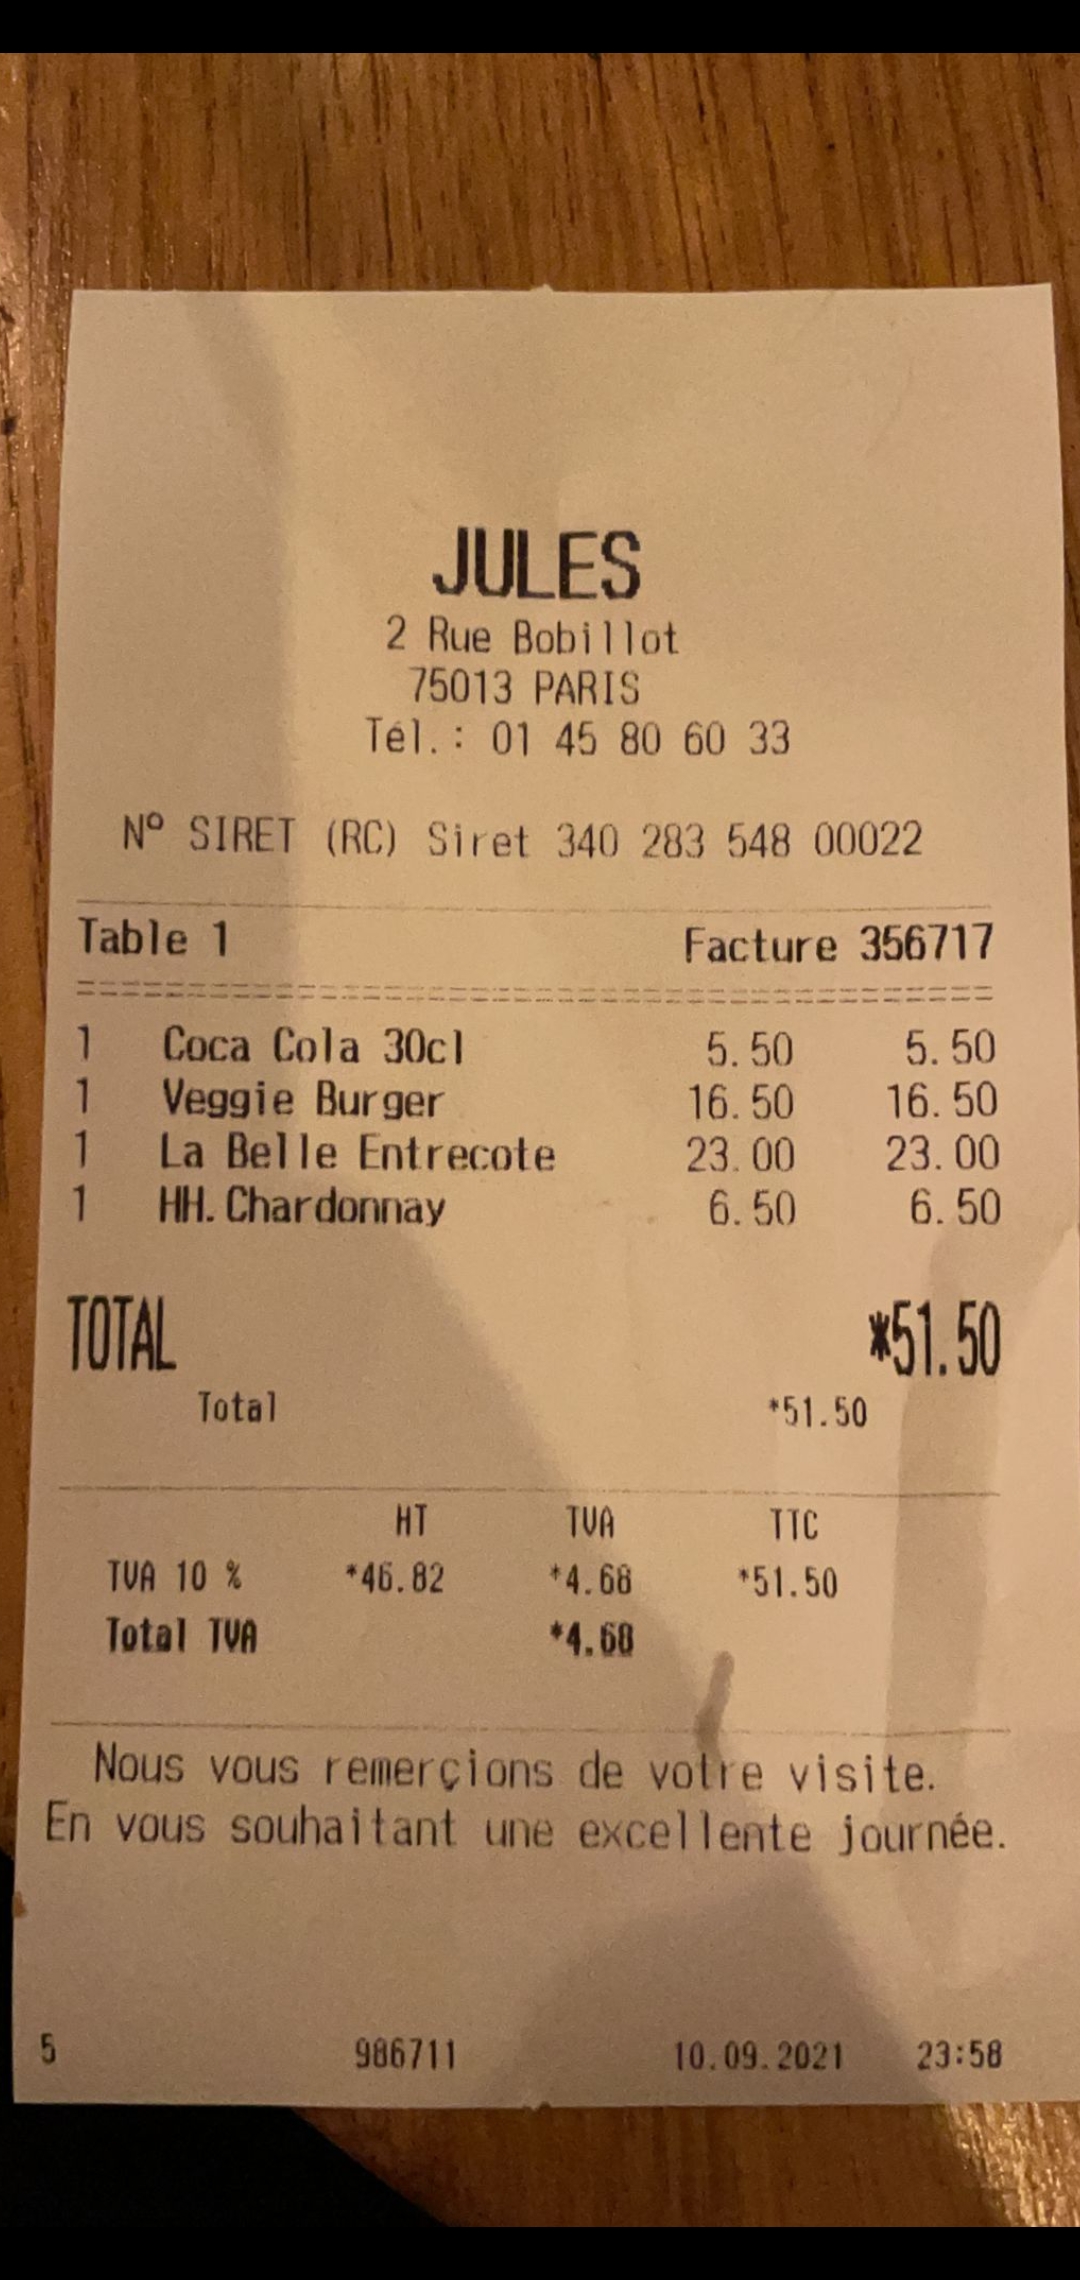 JULES
2 Rue Bobillot
75013 PARIS
Tél.: 01 45 80 60 33
N° SIRET (RC) Siret 340 283 548 00022
Table 1 Facture 356717
1 Coca Cola 30cl 5.50 5.50
1 Veggie Burger 16.50 16.50
1 La Belle Entrecote 23.00 23.00
1 HH.Chardonnay 6.50 6.50
TOTAL *51.50
Total *51.50
HT TVA TTC
TVA 10 % *46.82 *4.68 *51.50
Total TVA *4.68
Nous vous remerçions de votre visite.
En vous souhaitant une excellente journée.
5 986711 10.09.2021 23:58